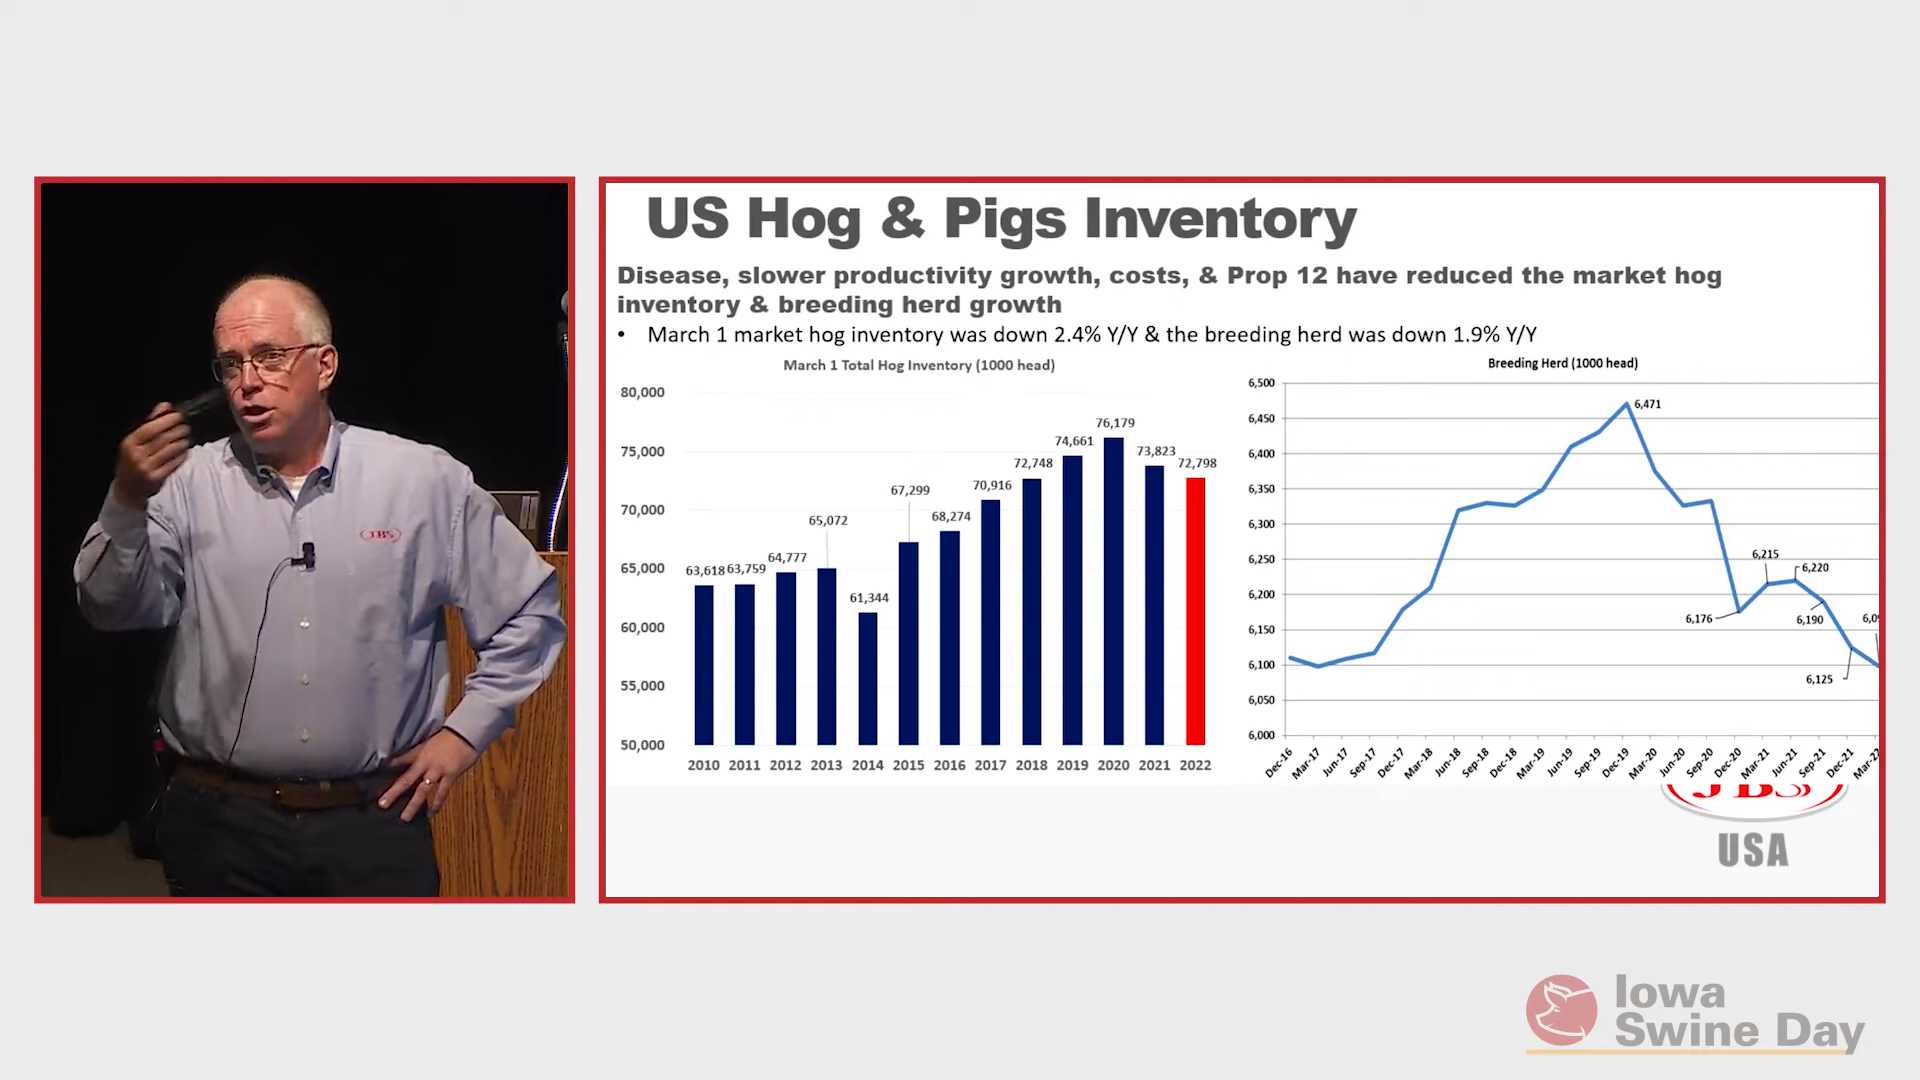 JBS
US Hog & Pigs Inventory
Disease, slower productivity growth, costs, & Prop 12 have reduced the market hog
inventory & breeding herd growth
• March 1 market hog inventory was down 2.4% Y/Y & the breeding herd was down 1.9% Y/Y
March 1 Total Hog Inventory (1000 head)
80,000
75,000
70,000
65,000
60,000
55,000
50,000
63,618
63,759
64,777
65,072
61,344
67,299
68,274
70,916
72,748
74,661
76,179
73,823
72,798
2010 2011 2012 2013 2014 2015 2016 2017 2018 2019 2020 2021 2022
Breeding Herd (1000 head)
6,500
6,450
6,400
6,350
6,300
6,250
6,200
6,150
6,100
6,050
6,000
6,471
6,176
6,215
6,220
6,190
6,125
Dec-16 Mar-17 Jun-17 Sep-17 Dec-17 Mar-18 Jun-18 Sep-18 Dec-18 Mar-19 Jun-19 Sep-19 Dec-19 Mar-20 Jun-20 Sep-20 Dec-20 Mar-21 Jun-21 Sep-21 Dec-21
JBS
USA
Iowa
Swine Day